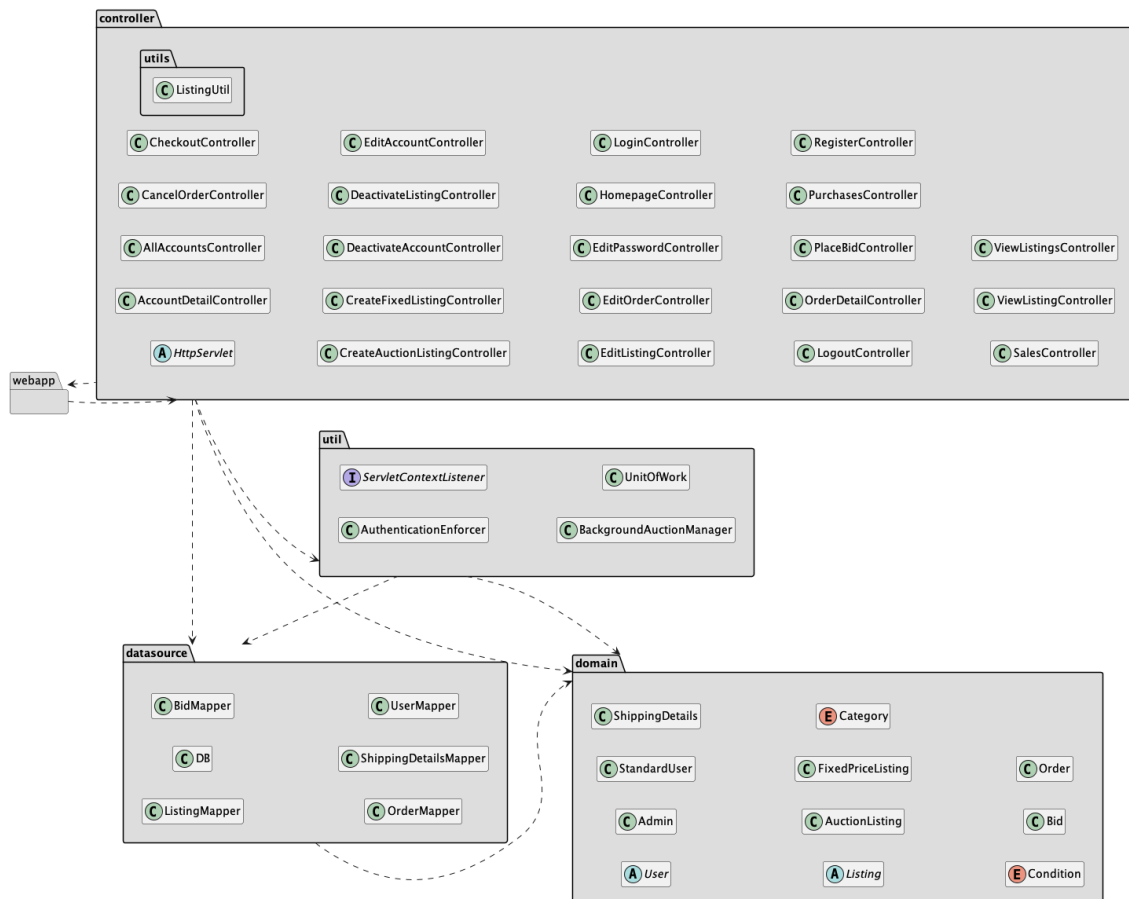 controller
utils
C ListingUtil
C CheckoutController
C EditAccountController
C LoginController
C RegisterController
C CancelOrderController
C DeactivateListingController
C HomepageController
C PurchasesController
C AllAccountsController
C DeactivateAccountController
C EditPasswordController
C PlaceBidController
C ViewListingsController
C AccountDetailController
C CreateFixedListingController
C EditOrderController
C OrderDetailController
C ViewListingController
A HttpServlet
C CreateAuctionListingController
C EditListingController
C LogoutController
C SalesController
webapp
util
I ServletContextListener
C UnitOfWork
C AuthenticationEnforcer
C BackgroundAuctionManager
datasource
C BidMapper
C UserMapper
C DB
C ShippingDetailsMapper
C ListingMapper
C OrderMapper
domain
C ShippingDetails
E Category
C StandardUser
C FixedPriceListing
C Order
C Admin
C AuctionListing
C Bid
A User
A Listing
E Condition